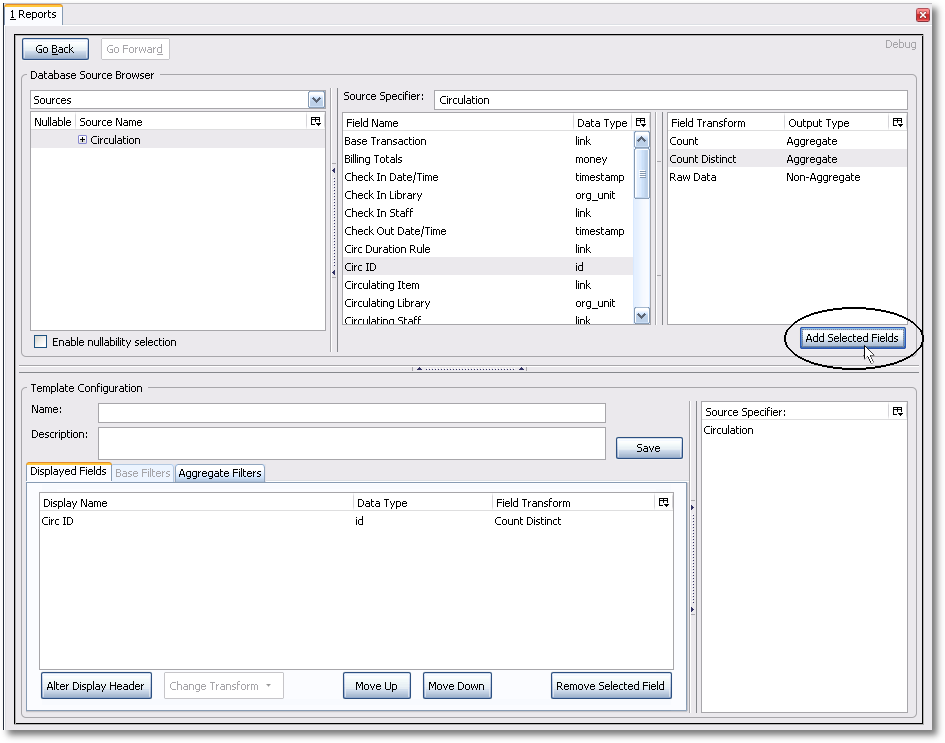 1 Reports
Go Back
Go Forward
Debug
Database Source Browser
Sources
Nullable Source Name
Circulation
Enable nullability selection
Source Specifier: Circulation
Field Name Data Type
Base Transaction link
Billing Totals money
Check In Date/Time timestamp
Check In Library org_unit
Check In Staff link
Check Out Date/Time timestamp
Circ Duration Rule link
Circ ID id
Circulating Item link
Circulating Library org_unit
Circulating Staff link
Field Transform Output Type
Count Aggregate
Count Distinct Aggregate
Raw Data Non-Aggregate
Add Selected Fields
Template Configuration
Name:
Description:
Save
Displayed Fields Base Filters Aggregate Filters
Display Name Data Type Field Transform
Circ ID id Count Distinct
Alter Display Header Change Transform Move Up Move Down Remove Selected Field
Source Specifier:
Circulation